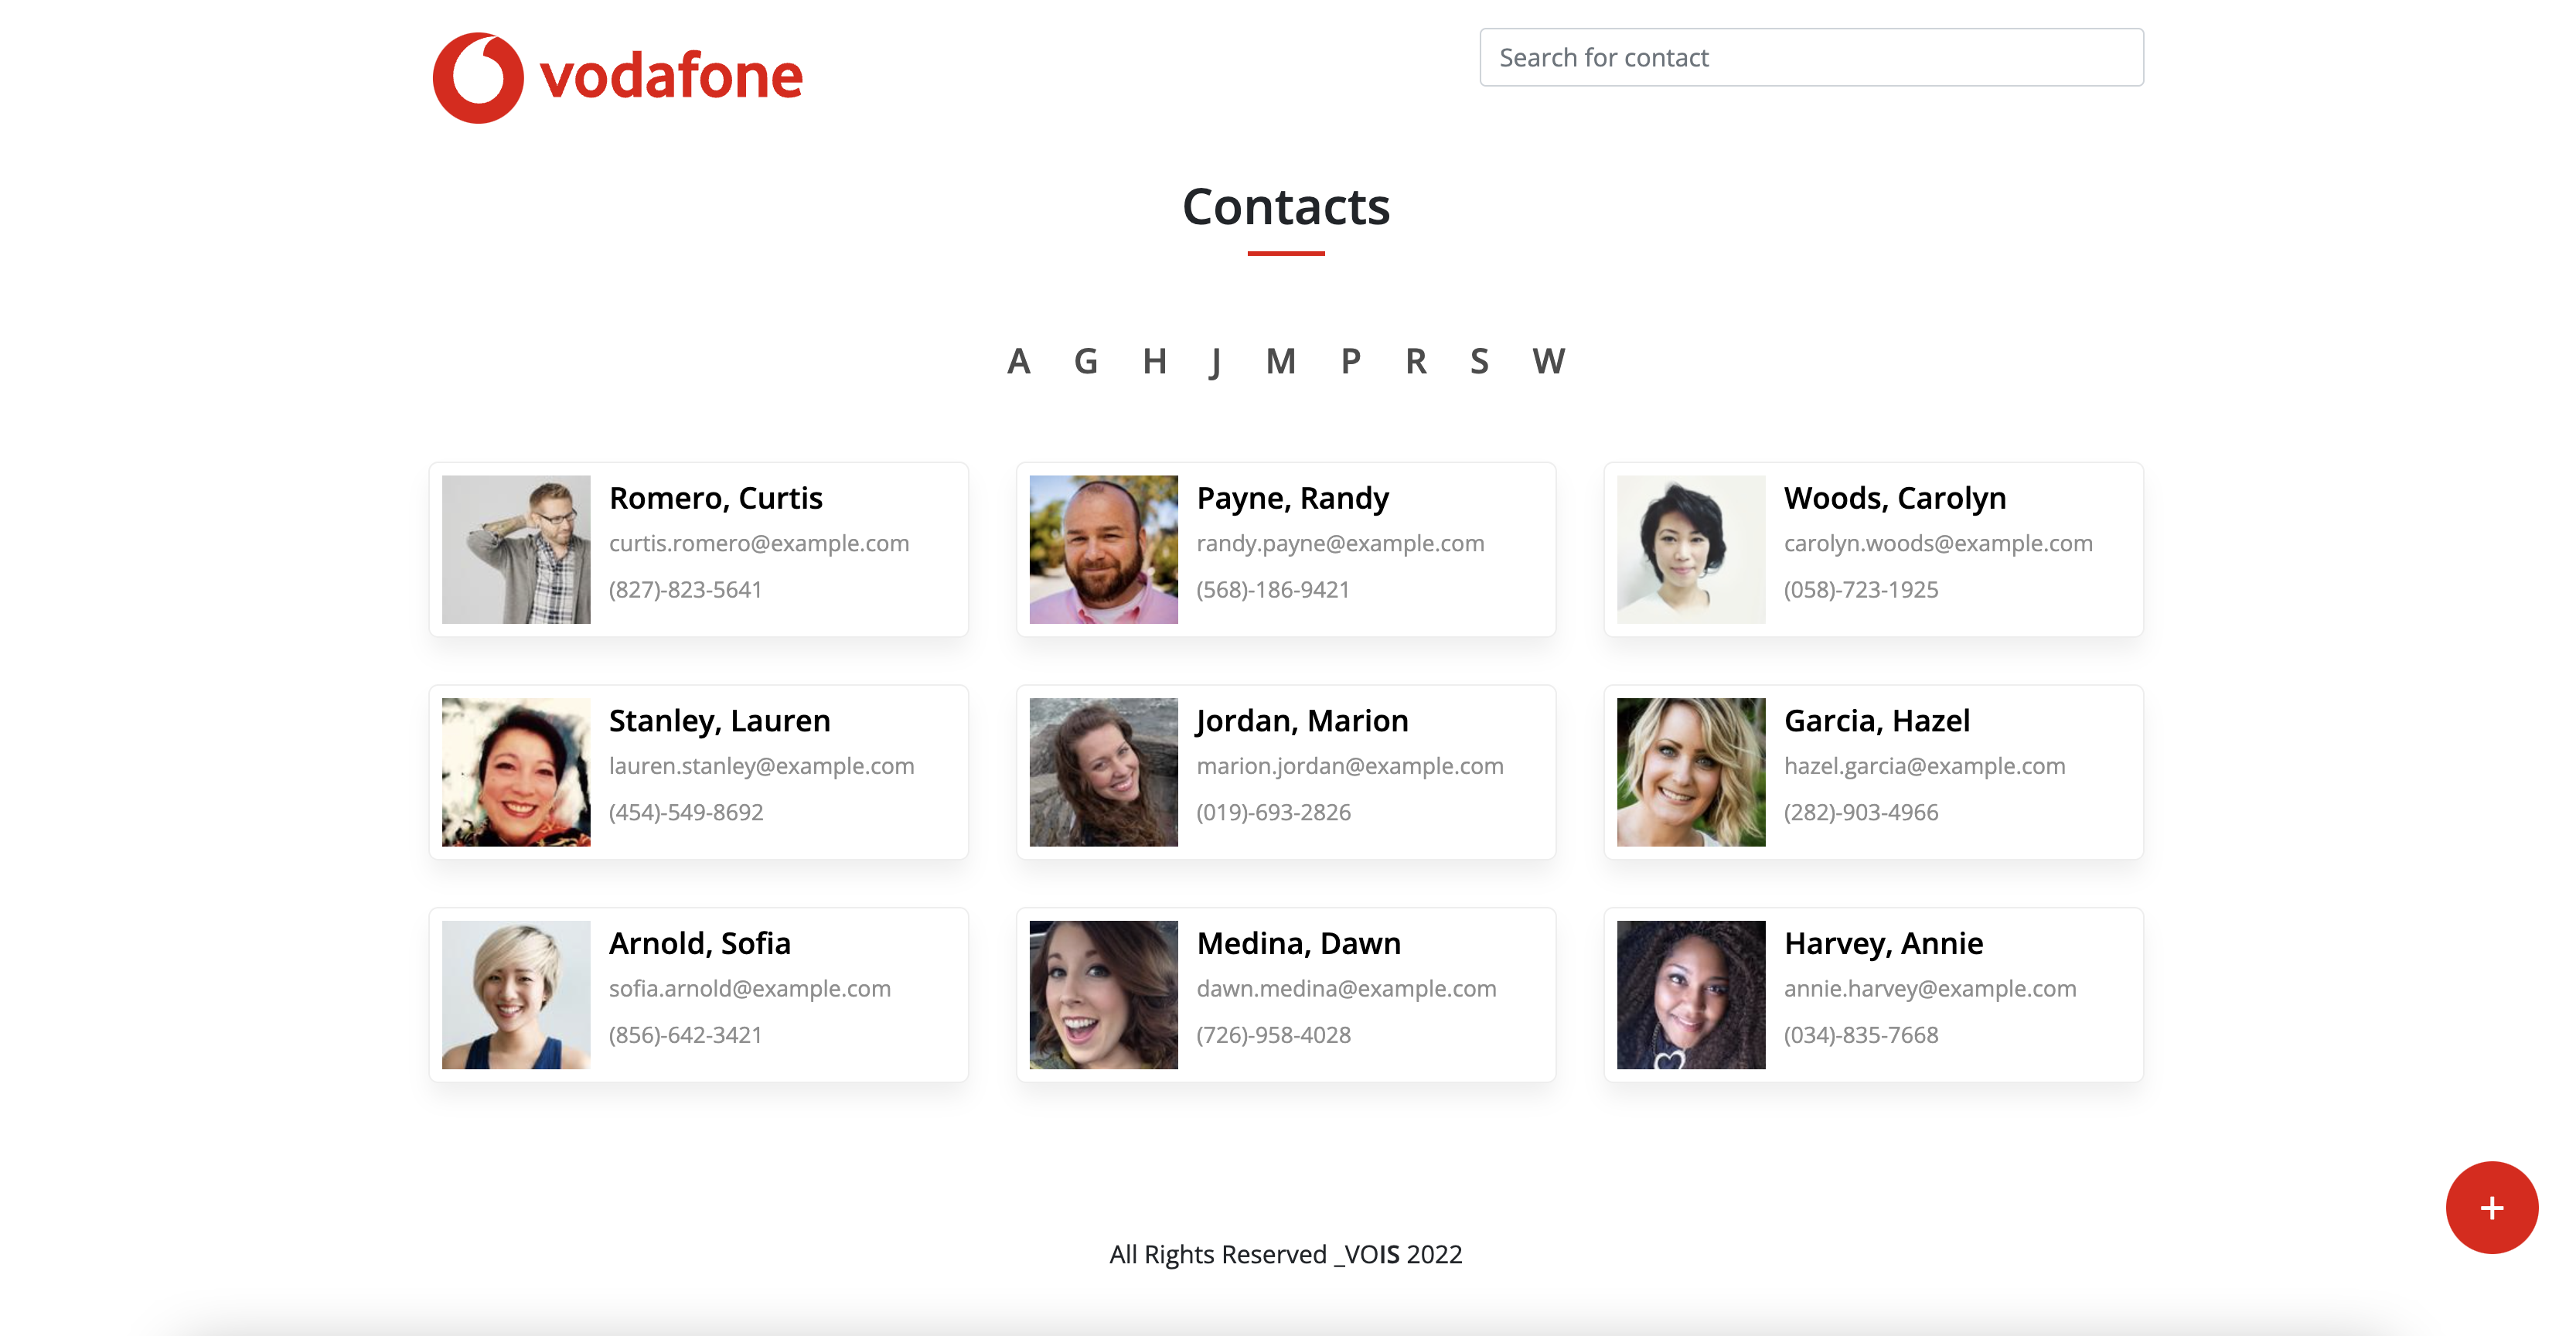 vodafone
Search for contact
Contacts
A G H J M P R S W
Romero, Curtis
curtis.romero@example.com
(827)-823-5641
Payne, Randy
randy.payne@example.com
(568)-186-9421
Woods, Carolyn
carolyn.woods@example.com
(058)-723-1925
Stanley, Lauren
lauren.stanley@example.com
(454)-549-8692
Jordan, Marion
marion.jordan@example.com
(019)-693-2826
Garcia, Hazel
hazel.garcia@example.com
(282)-903-4966
Arnold, Sofia
sofia.arnold@example.com
(856)-642-3421
Medina, Dawn
dawn.medina@example.com
(726)-958-4028
Harvey, Annie
annie.harvey@example.com
(034)-835-7668
+
All Rights Reserved _VOIS 2022